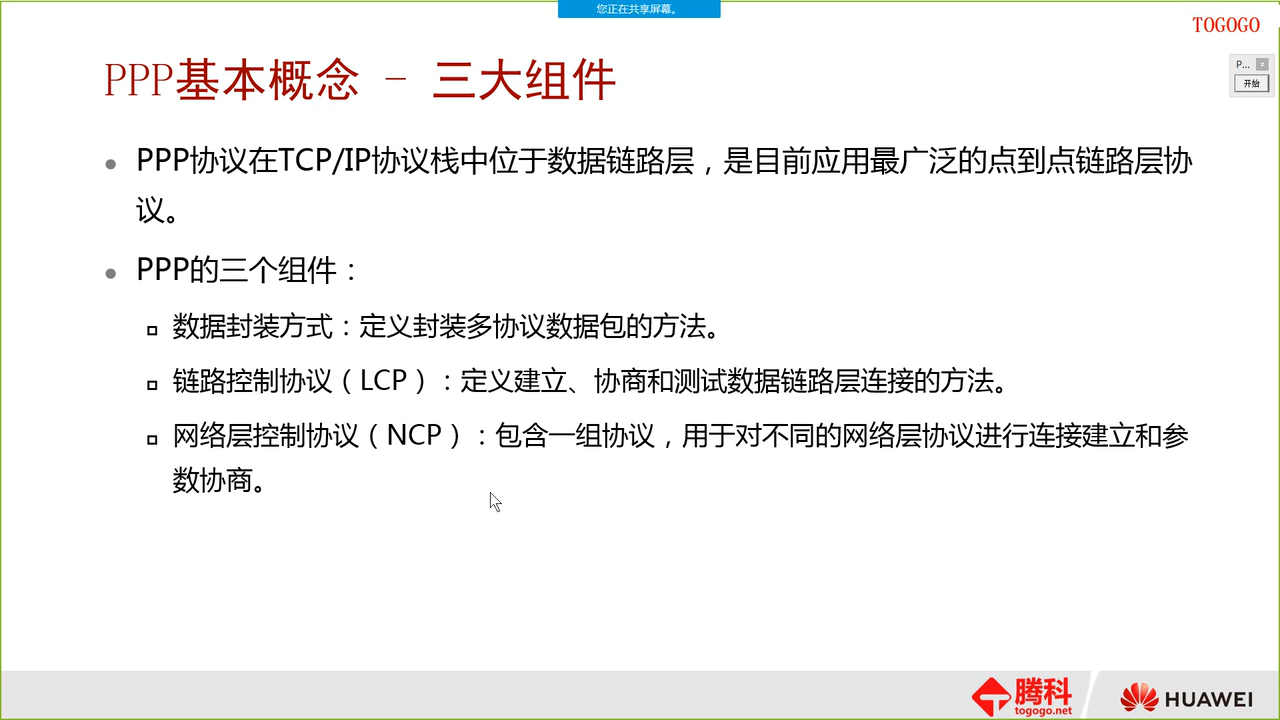 您正在共享屏幕。
TOGOGO
P... x
开始
PPP基本概念 - 三大组件
PPP协议在TCP/IP协议栈中位于数据链路层，是目前应用最广泛的点到点链路层协
议。
PPP的三个组件：
数据封装方式：定义封装多协议数据包的方法。
链路控制协议（LCP）：定义建立、协商和测试数据链路层连接的方法。
网络层控制协议（NCP）：包含一组协议，用于对不同的网络层协议进行连接建立和参
数协商。
腾科
togogo.net
HUAWEI